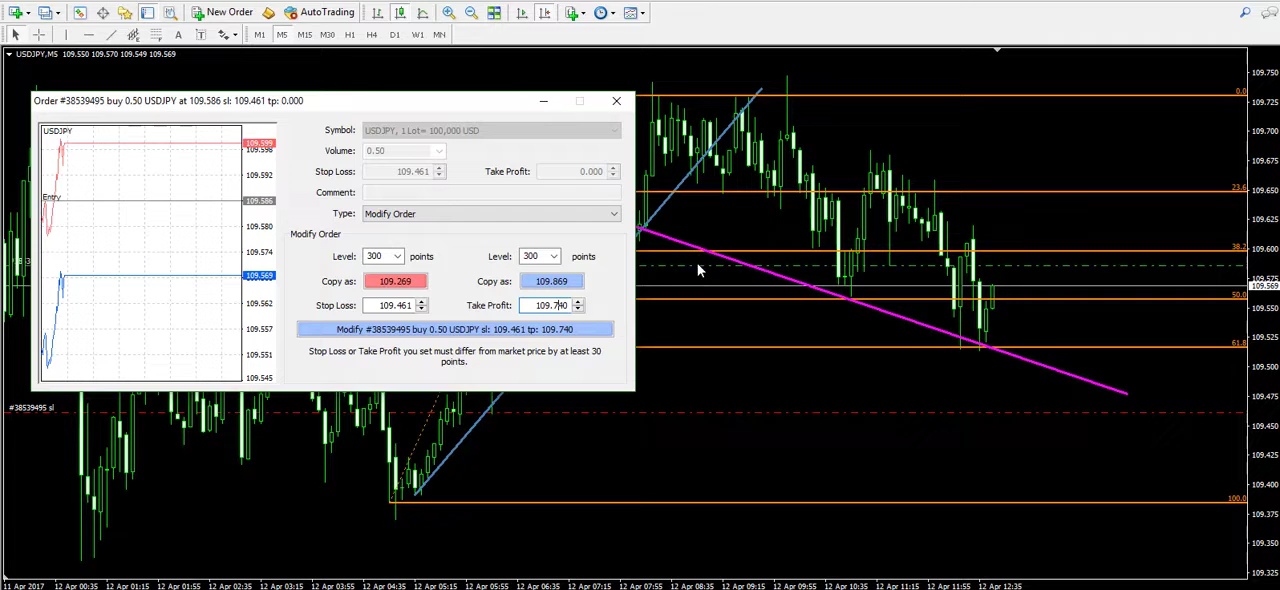 New Order AutoTrading
A T M1 M5 M15 M30 H1 H4 D1 W1 MN
USDJPY,M5 109.550 109.570 109.549 109.569
Order #38539495 buy 0.50 USDJPY at 109.586 sl: 109.461 tp: 0.000
USDJPY
109.599
109.598
109.592
Entry
109.586
109.580
109.574
109.569
109.562
109.557
109.551
109.545
Symbol: USDJPY, 1 Lot= 100,000 USD
Volume: 0.50
Stop Loss: 109.461 Take Profit: 0.000
Comment:
Type: Modify Order
Modify Order
Level: 300 points Level: 300 points
Copy as: 109.269 Copy as: 109.869
Stop Loss: 109.461 Take Profit: 109.740
Modify #38539495 buy 0.50 USDJPY sl: 109.461 tp: 109.740
Stop Loss or Take Profit you set must differ from market price by at least 30
points.
0.0
23.6
38.2
50.0
61.8
100.0
#38539495 sl
109.750
109.725
109.700
109.675
109.650
109.625
109.600
109.575
109.569
109.550
109.525
109.500
109.475
109.450
109.425
109.400
109.375
109.350
109.325
11 Apr 2017 12 Apr 00:35 12 Apr 01:15 12 Apr 01:55 12 Apr 02:35 12 Apr 03:15 12 Apr 03:55 12 Apr 04:35 12 Apr 05:15 12 Apr 05:55 12 Apr 06:35 12 Apr 07:15 12 Apr 07:55 12 Apr 08:35 12 Apr 09:15 12 Apr 09:55 12 Apr 10:35 12 Apr 11:15 12 Apr 11:55 12 Apr 12:35